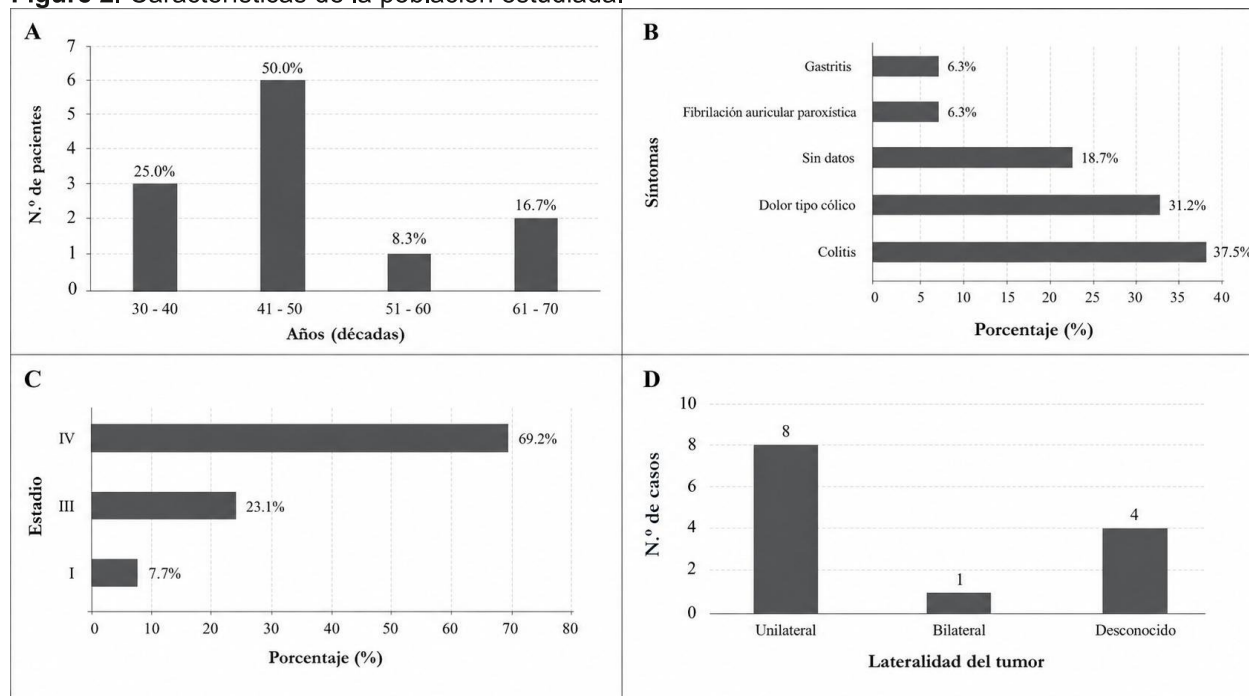 Figura 2. Características de la población estudiada.
A
7
6
5
4
3
2
1
0
N.º de pacientes
25.0%
50.0%
8.3%
16.7%
30 - 40
41 - 50
51 - 60
61 - 70
Años (décadas)
B
Síntomas
Gastritis
6.3%
Fibrilación auricular paroxística
6.3%
Sin datos
18.7%
Dolor tipo cólico
31.2%
Colitis
37.5%
0 5 10 15 20 25 30 35 40
Porcentaje (%)
C
Estadio
IV
69.2%
III
23.1%
I
7.7%
0 10 20 30 40 50 60 70 80
Porcentaje (%)
D
10
8
6
4
2
0
N.º de casos
8
1
4
Unilateral
Bilateral
Desconocido
Lateralidad del tumor